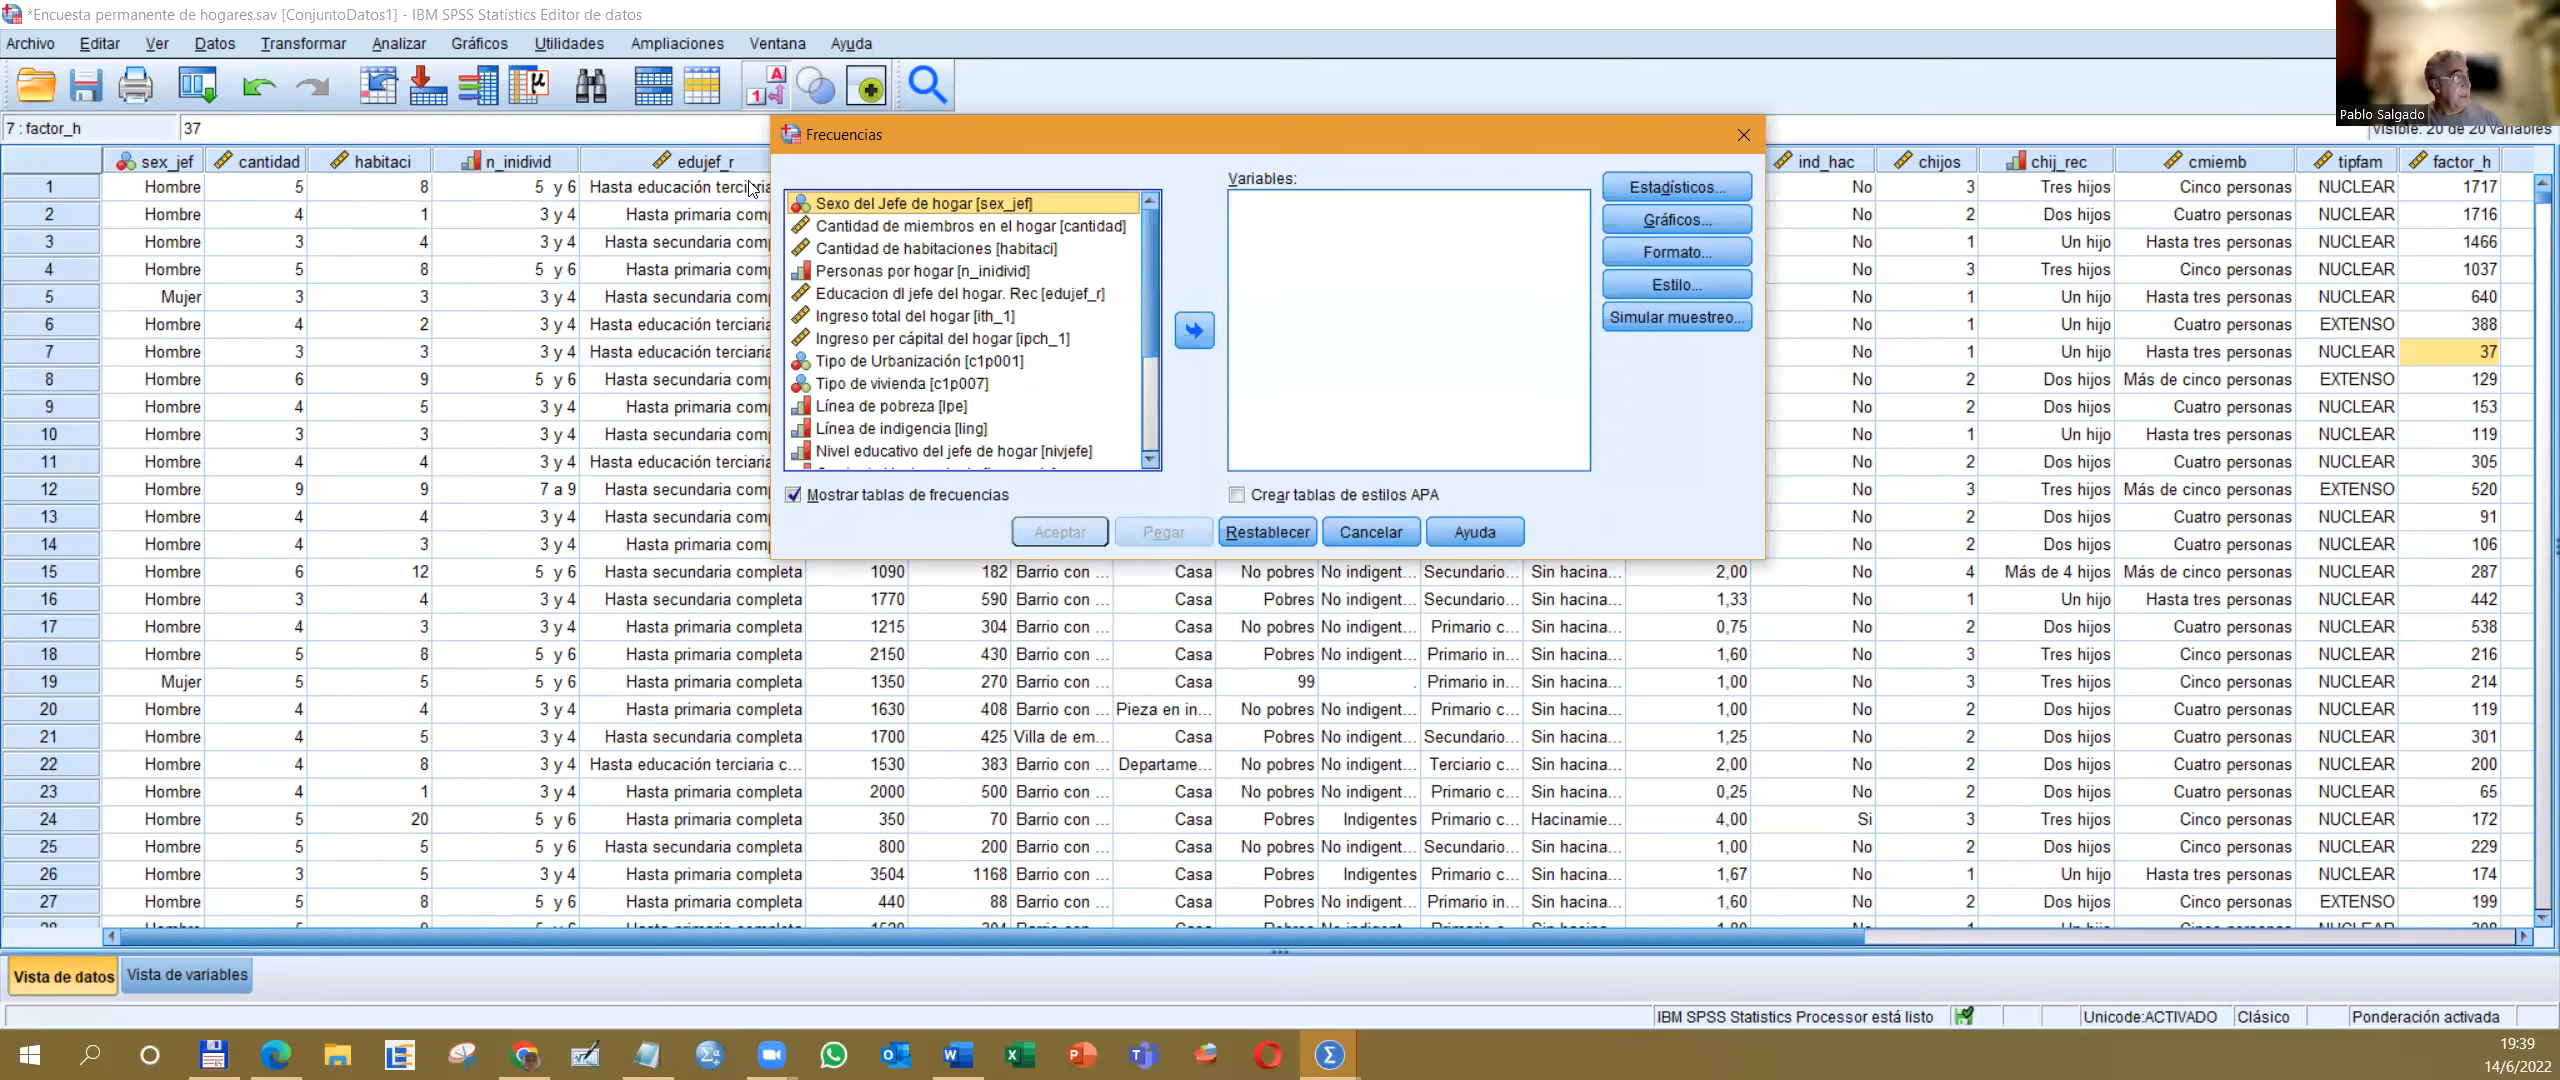 *Encuesta permanente de hogares.sav [ConjuntoDatos1] - IBM SPSS Statistics Editor de datos
Archivo Editar Ver Datos Transformar Analizar Gráficos Utilidades Ampliaciones Ventana Ayuda
Pablo Salgado
7 : factor_h 37
Visible: 20 de 20 variables
Frecuencias
Variables:
Sexo del Jefe de hogar [sex_jef]
Cantidad de miembros en el hogar [cantidad]
Cantidad de habitaciones [habitaci]
Personas por hogar [n_inidivid]
Educacion dl jefe del hogar. Rec [edujef_r]
Ingreso total del hogar [ith_1]
Ingreso per cápital del hogar [ipch_1]
Tipo de Urbanización [c1p001]
Tipo de vivienda [c1p007]
Línea de pobreza [lpe]
Línea de indigencia [ling]
Nivel educativo del jefe de hogar [nivjefe]
Estadísticos...
Gráficos...
Formato...
Estilo...
Simular muestreo...
Mostrar tablas de frecuencias
Crear tablas de estilos APA
Aceptar Pegar Restablecer Cancelar Ayuda
sex_jef cantidad habitaci n_inidivid edujef_r ind_hac chijos chij_rec cmiemb tipfam factor_h
1 Hombre 5 8 5 y 6 Hasta educación terciaria No 3 Tres hijos Cinco personas NUCLEAR 1717
2 Hombre 4 1 3 y 4 Hasta primaria comp No 2 Dos hijos Cuatro personas NUCLEAR 1716
3 Hombre 3 4 3 y 4 Hasta secundaria comp No 1 Un hijo Hasta tres personas NUCLEAR 1466
4 Hombre 5 8 5 y 6 Hasta primaria comp No 3 Tres hijos Cinco personas NUCLEAR 1037
5 Mujer 3 3 3 y 4 Hasta secundaria comp No 1 Un hijo Hasta tres personas NUCLEAR 640
6 Hombre 4 2 3 y 4 Hasta educación terciaria No 1 Un hijo Cuatro personas EXTENSO 388
7 Hombre 3 3 3 y 4 Hasta educación terciaria No 1 Un hijo Hasta tres personas NUCLEAR 37
8 Hombre 6 9 5 y 6 Hasta secundaria comp No 2 Dos hijos Más de cinco personas EXTENSO 129
9 Hombre 4 5 3 y 4 Hasta primaria comp No 2 Dos hijos Cuatro personas NUCLEAR 153
10 Hombre 3 3 3 y 4 Hasta secundaria comp No 1 Un hijo Hasta tres personas NUCLEAR 119
11 Hombre 4 4 3 y 4 Hasta educación terciaria No 2 Dos hijos Cuatro personas NUCLEAR 305
12 Hombre 9 9 7 a 9 Hasta secundaria comp No 3 Tres hijos Más de cinco personas EXTENSO 520
13 Hombre 4 4 3 y 4 Hasta secundaria comp No 2 Dos hijos Cuatro personas NUCLEAR 91
14 Hombre 4 3 3 y 4 Hasta primaria comp No 2 Dos hijos Cuatro personas NUCLEAR 106
15 Hombre 6 12 5 y 6 Hasta secundaria completa 1090 182 Barrio con ... Casa No pobres No indigent... Secundario... Sin hacina... 2,00 No 4 Más de 4 hijos Más de cinco personas NUCLEAR 287
16 Hombre 3 4 3 y 4 Hasta secundaria completa 1770 590 Barrio con ... Casa Pobres No indigent... Secundario... Sin hacina... 1,33 No 1 Un hijo Hasta tres personas NUCLEAR 442
17 Hombre 4 3 3 y 4 Hasta primaria completa 1215 304 Barrio con ... Casa No pobres No indigent... Primario c... Sin hacina... 0,75 No 2 Dos hijos Cuatro personas NUCLEAR 538
18 Hombre 5 8 5 y 6 Hasta primaria completa 2150 430 Barrio con ... Casa Pobres No indigent... Primario in... Sin hacina... 1,60 No 3 Tres hijos Cinco personas NUCLEAR 216
19 Mujer 5 5 5 y 6 Hasta primaria completa 1350 270 Barrio con ... Casa 99 . Primario in... Sin hacina... 1,00 No 3 Tres hijos Cinco personas NUCLEAR 214
20 Hombre 4 4 3 y 4 Hasta primaria completa 1630 408 Barrio con ... Pieza en in... No pobres No indigent... Primario c... Sin hacina... 1,00 No 2 Dos hijos Cuatro personas NUCLEAR 119
21 Hombre 4 5 3 y 4 Hasta secundaria completa 1700 425 Villa de em... Casa Pobres No indigent... Secundario... Sin hacina... 1,25 No 2 Dos hijos Cuatro personas NUCLEAR 301
22 Hombre 4 8 3 y 4 Hasta educación terciaria c... 1530 383 Barrio con ... Departame... No pobres No indigent... Terciario c... Sin hacina... 2,00 No 2 Dos hijos Cuatro personas NUCLEAR 200
23 Hombre 4 1 3 y 4 Hasta primaria completa 2000 500 Barrio con ... Casa No pobres No indigent... Primario c... Sin hacina... 0,25 No 2 Dos hijos Cuatro personas NUCLEAR 65
24 Hombre 5 20 5 y 6 Hasta primaria completa 350 70 Barrio con ... Casa Pobres Indigentes Primario c... Hacinamie... 4,00 Si 3 Tres hijos Cinco personas NUCLEAR 172
25 Hombre 5 5 5 y 6 Hasta secundaria completa 800 200 Barrio con ... Casa No pobres No indigent... Secundario... Sin hacina... 1,00 No 2 Dos hijos Cinco personas NUCLEAR 229
26 Hombre 3 5 3 y 4 Hasta primaria completa 3504 1168 Barrio con ... Casa Pobres Indigentes Primario c... Sin hacina... 1,67 No 1 Un hijo Hasta tres personas NUCLEAR 174
27 Hombre 5 8 5 y 6 Hasta primaria completa 440 88 Barrio con ... Casa Pobres No indigent... Primario in... Sin hacina... 1,60 No 2 Dos hijos Cinco personas EXTENSO 199
Vista de datos Vista de variables
IBM SPSS Statistics Processor está listo Unicode:ACTIVADO Clásico Ponderación activada
19:39
14/6/2022